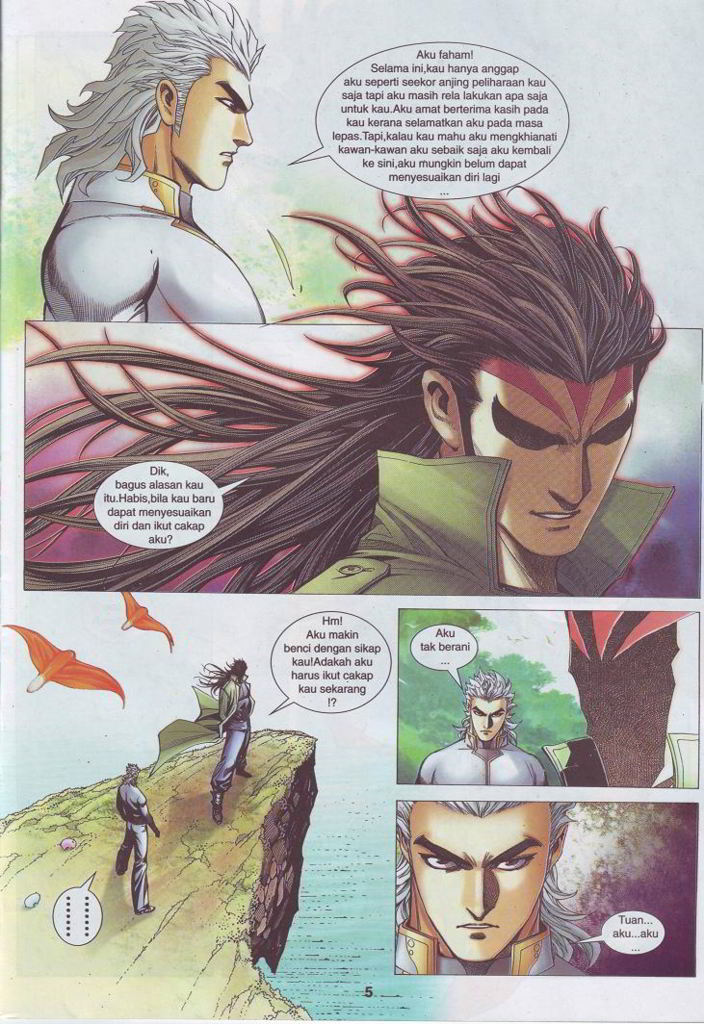 Aku faham!
Selama ini,kau hanya anggap
aku seperti seekor anjing peliharaan kau
saja tapi aku masih rela lakukan apa saja
untuk kau.Aku amat berterima kasih pada
kau kerana selamatkan aku pada masa
lepas.Tapi,kalau kau mahu aku mengkhianati
kawan-kawan aku sebaik saja aku kembali
ke sini,aku mungkin belum dapat
menyesuaikan diri lagi
...
Dik,
bagus alasan kau
itu.Habis,bila kau baru
dapat menyesuaikan
diri dan ikut cakap
aku?
Hm!
Aku makin
benci dengan sikap
kau!Adakah aku
harus ikut cakap
kau sekarang
!?
Aku
tak berani
...
Tuan...
aku...aku
...
5